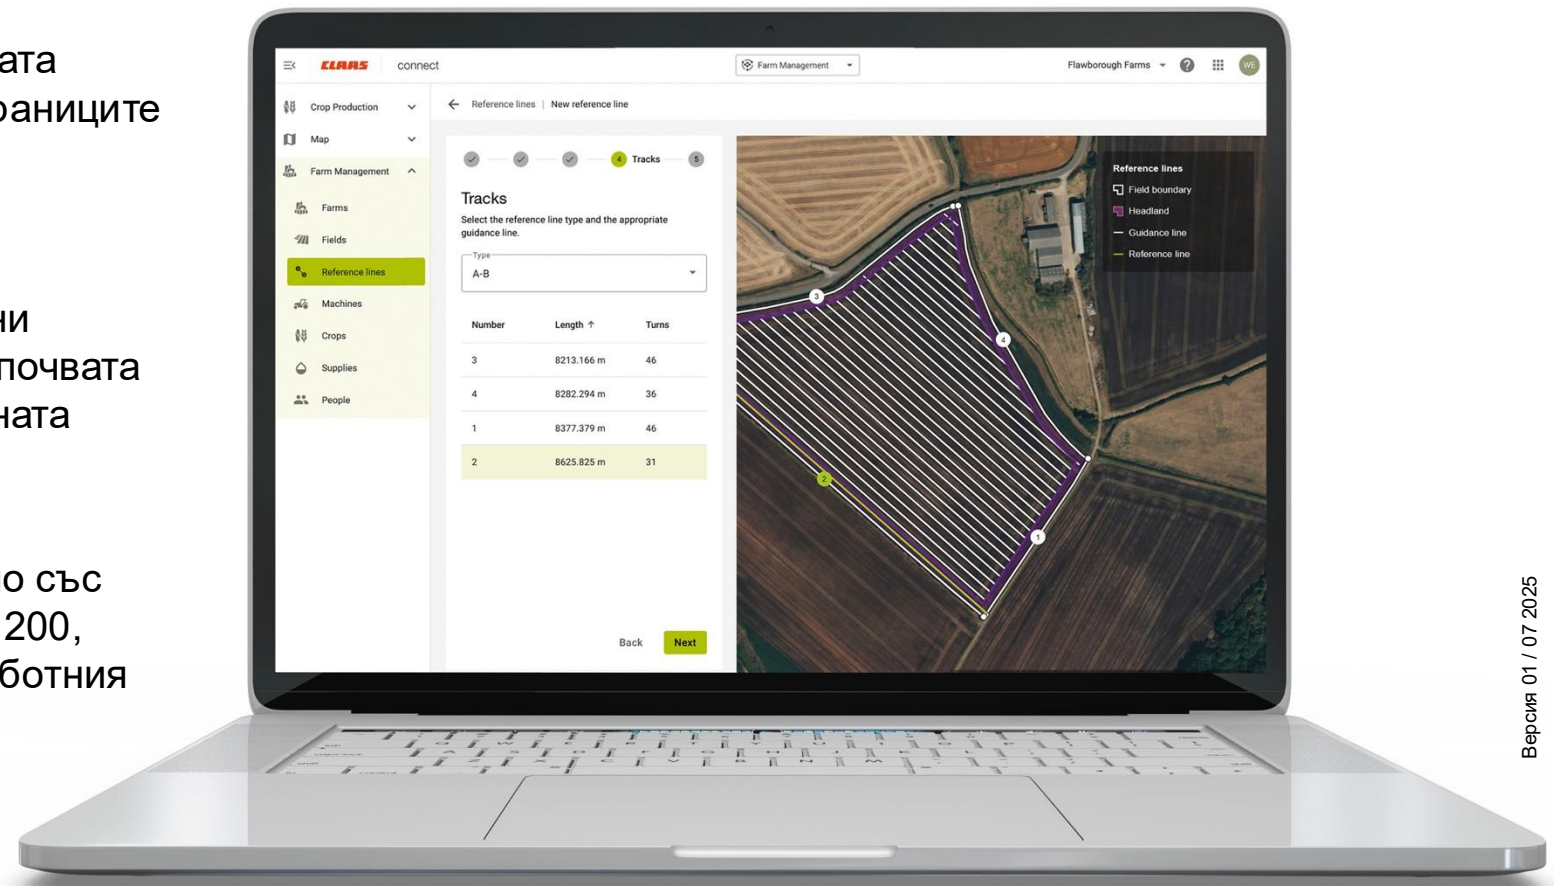 ата
раниците
ни
почвата
ната
о със
200,
ботния
CLAAS connect
Farm Management
Flawborough Farms
?
WE
Crop Production
Map
Farm Management
Farms
Fields
Reference lines
Machines
Crops
Supplies
People
Reference lines | New reference line
4 Tracks 5
Tracks
Select the reference line type and the appropriate
guidance line.
Type
A-B
Number Length ↑ Turns
3 8213.166 m 46
4 8282.294 m 36
1 8377.379 m 46
2 8625.825 m 31
Back Next
Reference lines
Field boundary
Headland
Guidance line
Reference line
3
4
2
1
Версия 01 / 07 2025